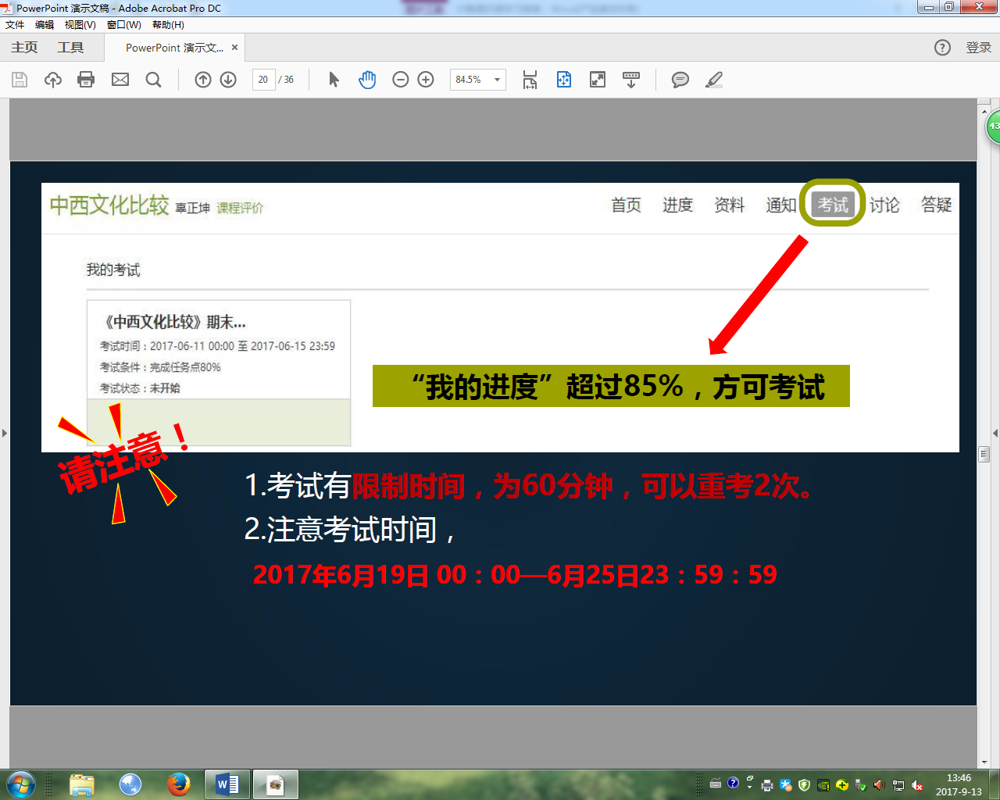 PowerPoint 演示文稿 - Adobe Acrobat Pro DC
文件 编辑 视图(V) 窗口(W) 帮助(H)
主页 工具 PowerPoint 演示文... × 登录
20 / 36 84.5%
43
中西文化比较 辜正坤 课程评价 首页 进度 资料 通知 考试 讨论 答疑
我的考试
《中西文化比较》期末...
考试时间：2017-06-11 00:00 至 2017-06-15 23:59
考试条件：完成任务点80%
考试状态：未开始
“我的进度”超过85%，方可考试
请注意！
1.考试有限制时间，为60分钟，可以重考2次。
2.注意考试时间，
2017年6月19日 00：00—6月25日23：59：59
13:46
2017-9-13